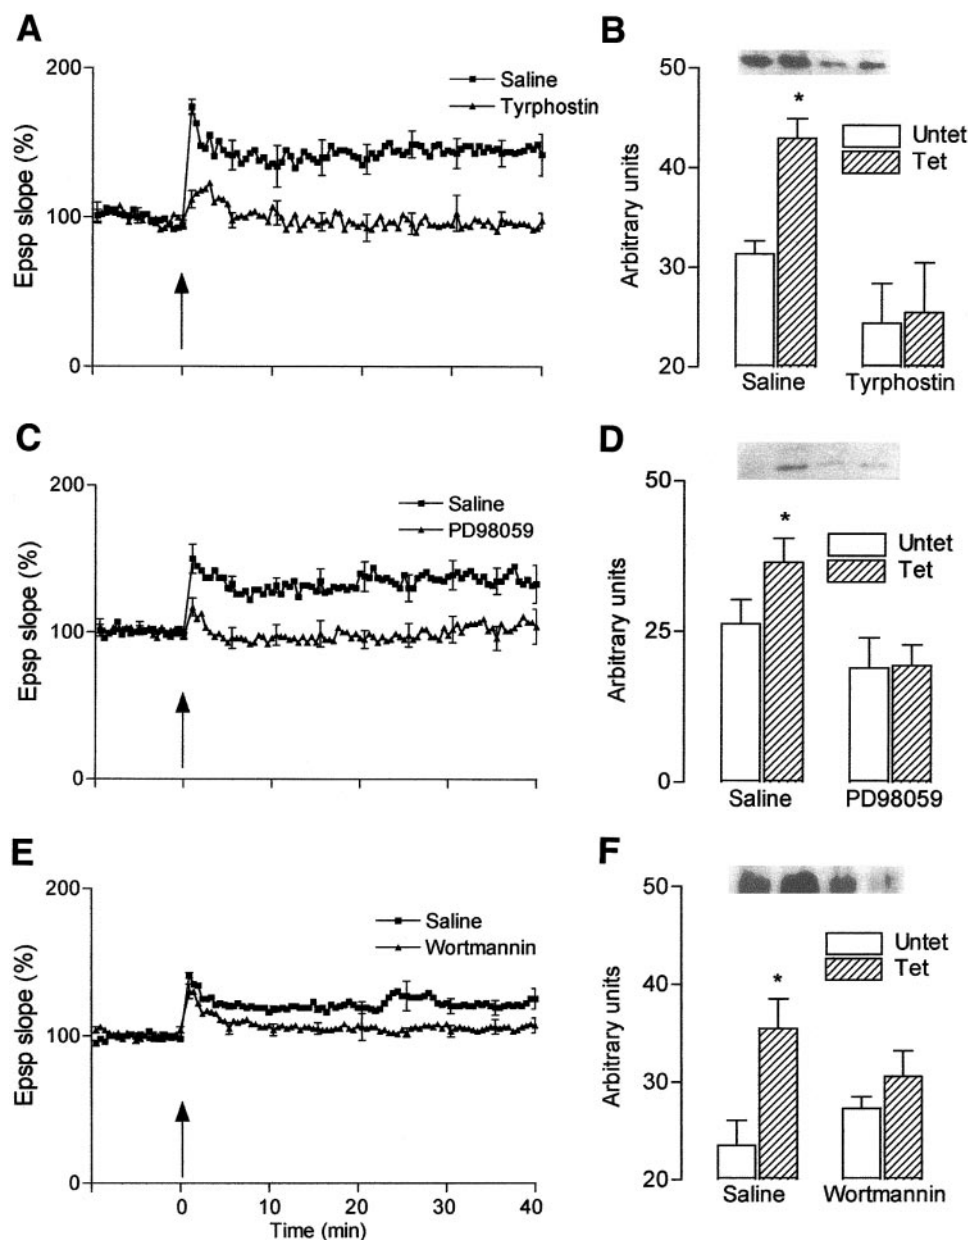 A
200
100
0
Epsp slope (%)
Saline
Tyrphostin
B
50
40
30
20
Arbitrary units
*
Untet
Tet
Saline Tyrphostin
C
200
100
0
Epsp slope (%)
Saline
PD98059
D
50
25
0
Arbitrary units
*
Untet
Tet
Saline PD98059
E
200
100
0
Epsp slope (%)
Saline
Wortmannin
0 10 20 30 40
Time (min)
F
50
40
30
20
Arbitrary units
*
Untet
Tet
Saline Wortmannin